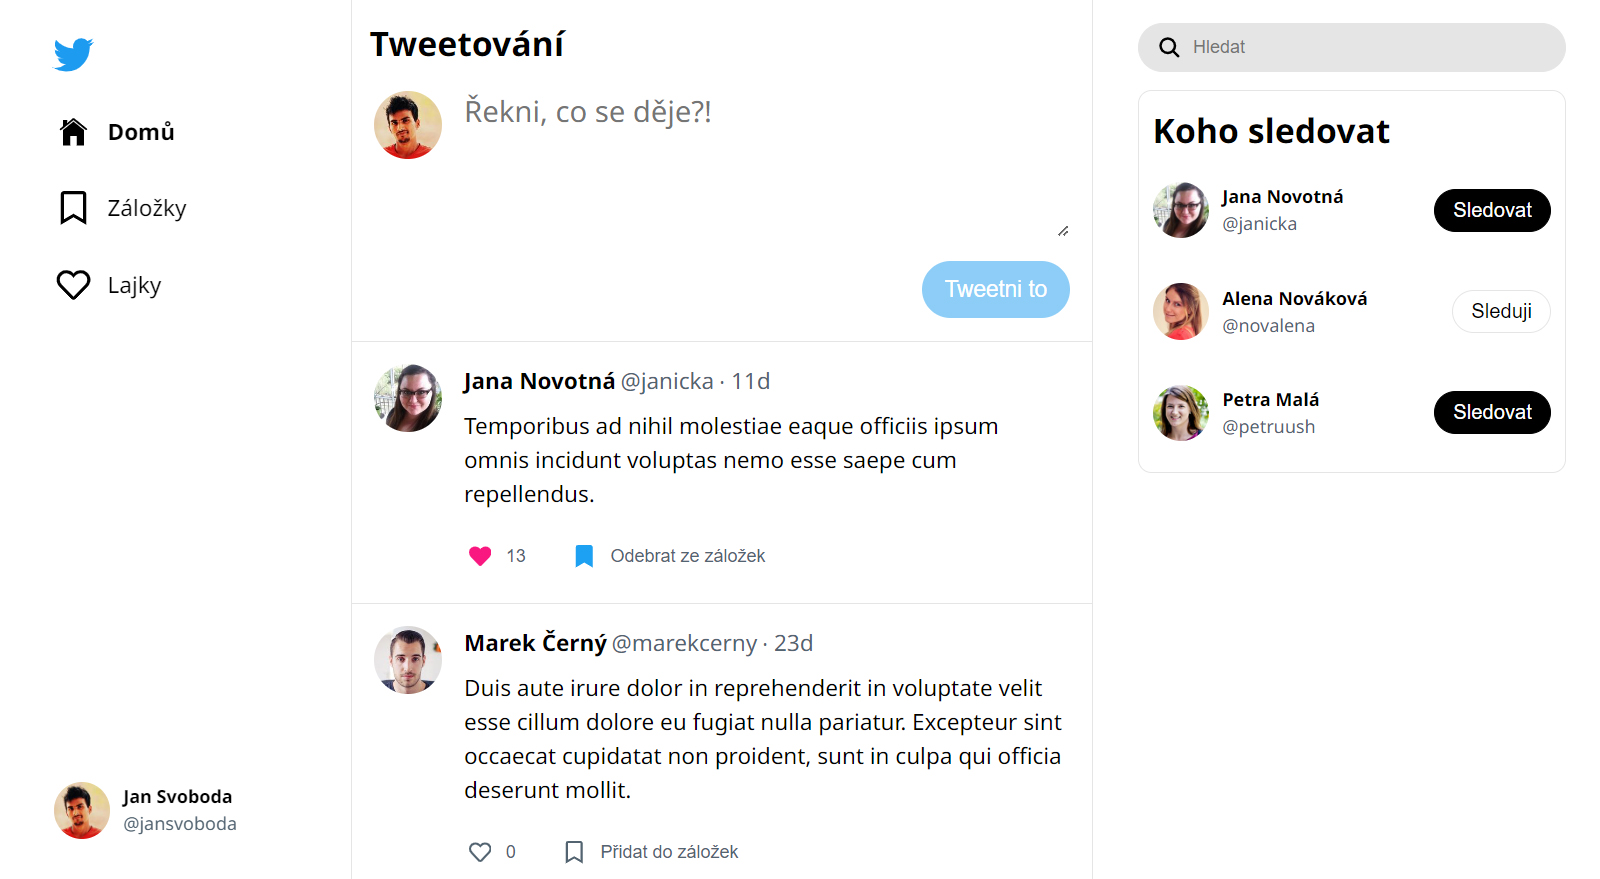 Domů
Záložky
Lajky
Jan Svoboda
@jansvoboda
Tweetování
Řekni, co se děje?!
Tweetni to
Jana Novotná @janicka · 11d
Temporibus ad nihil molestiae eaque officiis ipsum
omnis incidunt voluptas nemo esse saepe cum
repellendus.
13 Odebrat ze záložek
Marek Černý @marekcerny · 23d
Duis aute irure dolor in reprehenderit in voluptate velit
esse cillum dolore eu fugiat nulla pariatur. Excepteur sint
occaecat cupidatat non proident, sunt in culpa qui officia
deserunt mollit.
0 Přidat do záložek
Hledat
Koho sledovat
Jana Novotná
@janicka
Sledovat
Alena Nováková
@novalena
Sleduji
Petra Malá
@petruush
Sledovat